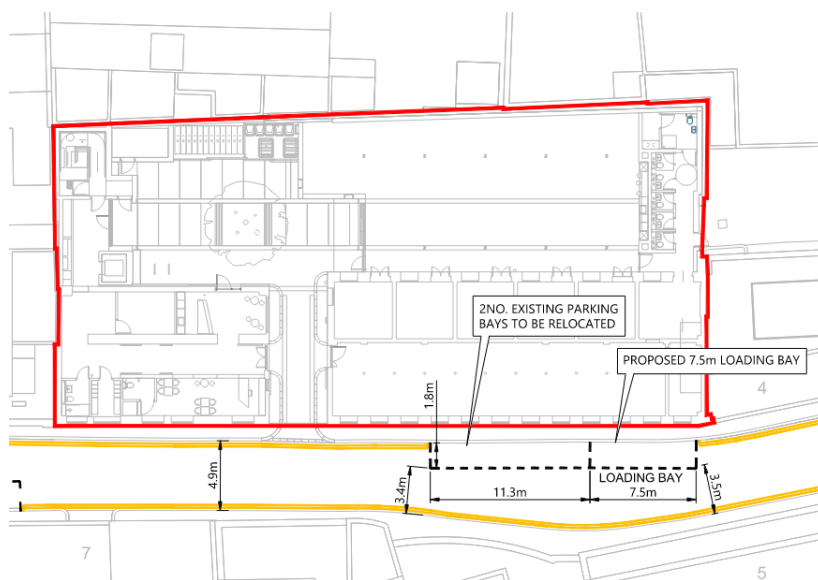 2NO. EXISTING PARKING
BAYS TO BE RELOCATED
PROPOSED 7.5m LOADING BAY
4
1.8m
4.9m
3.4m
11.3m
LOADING BAY
7.5m
3.5m
7
5